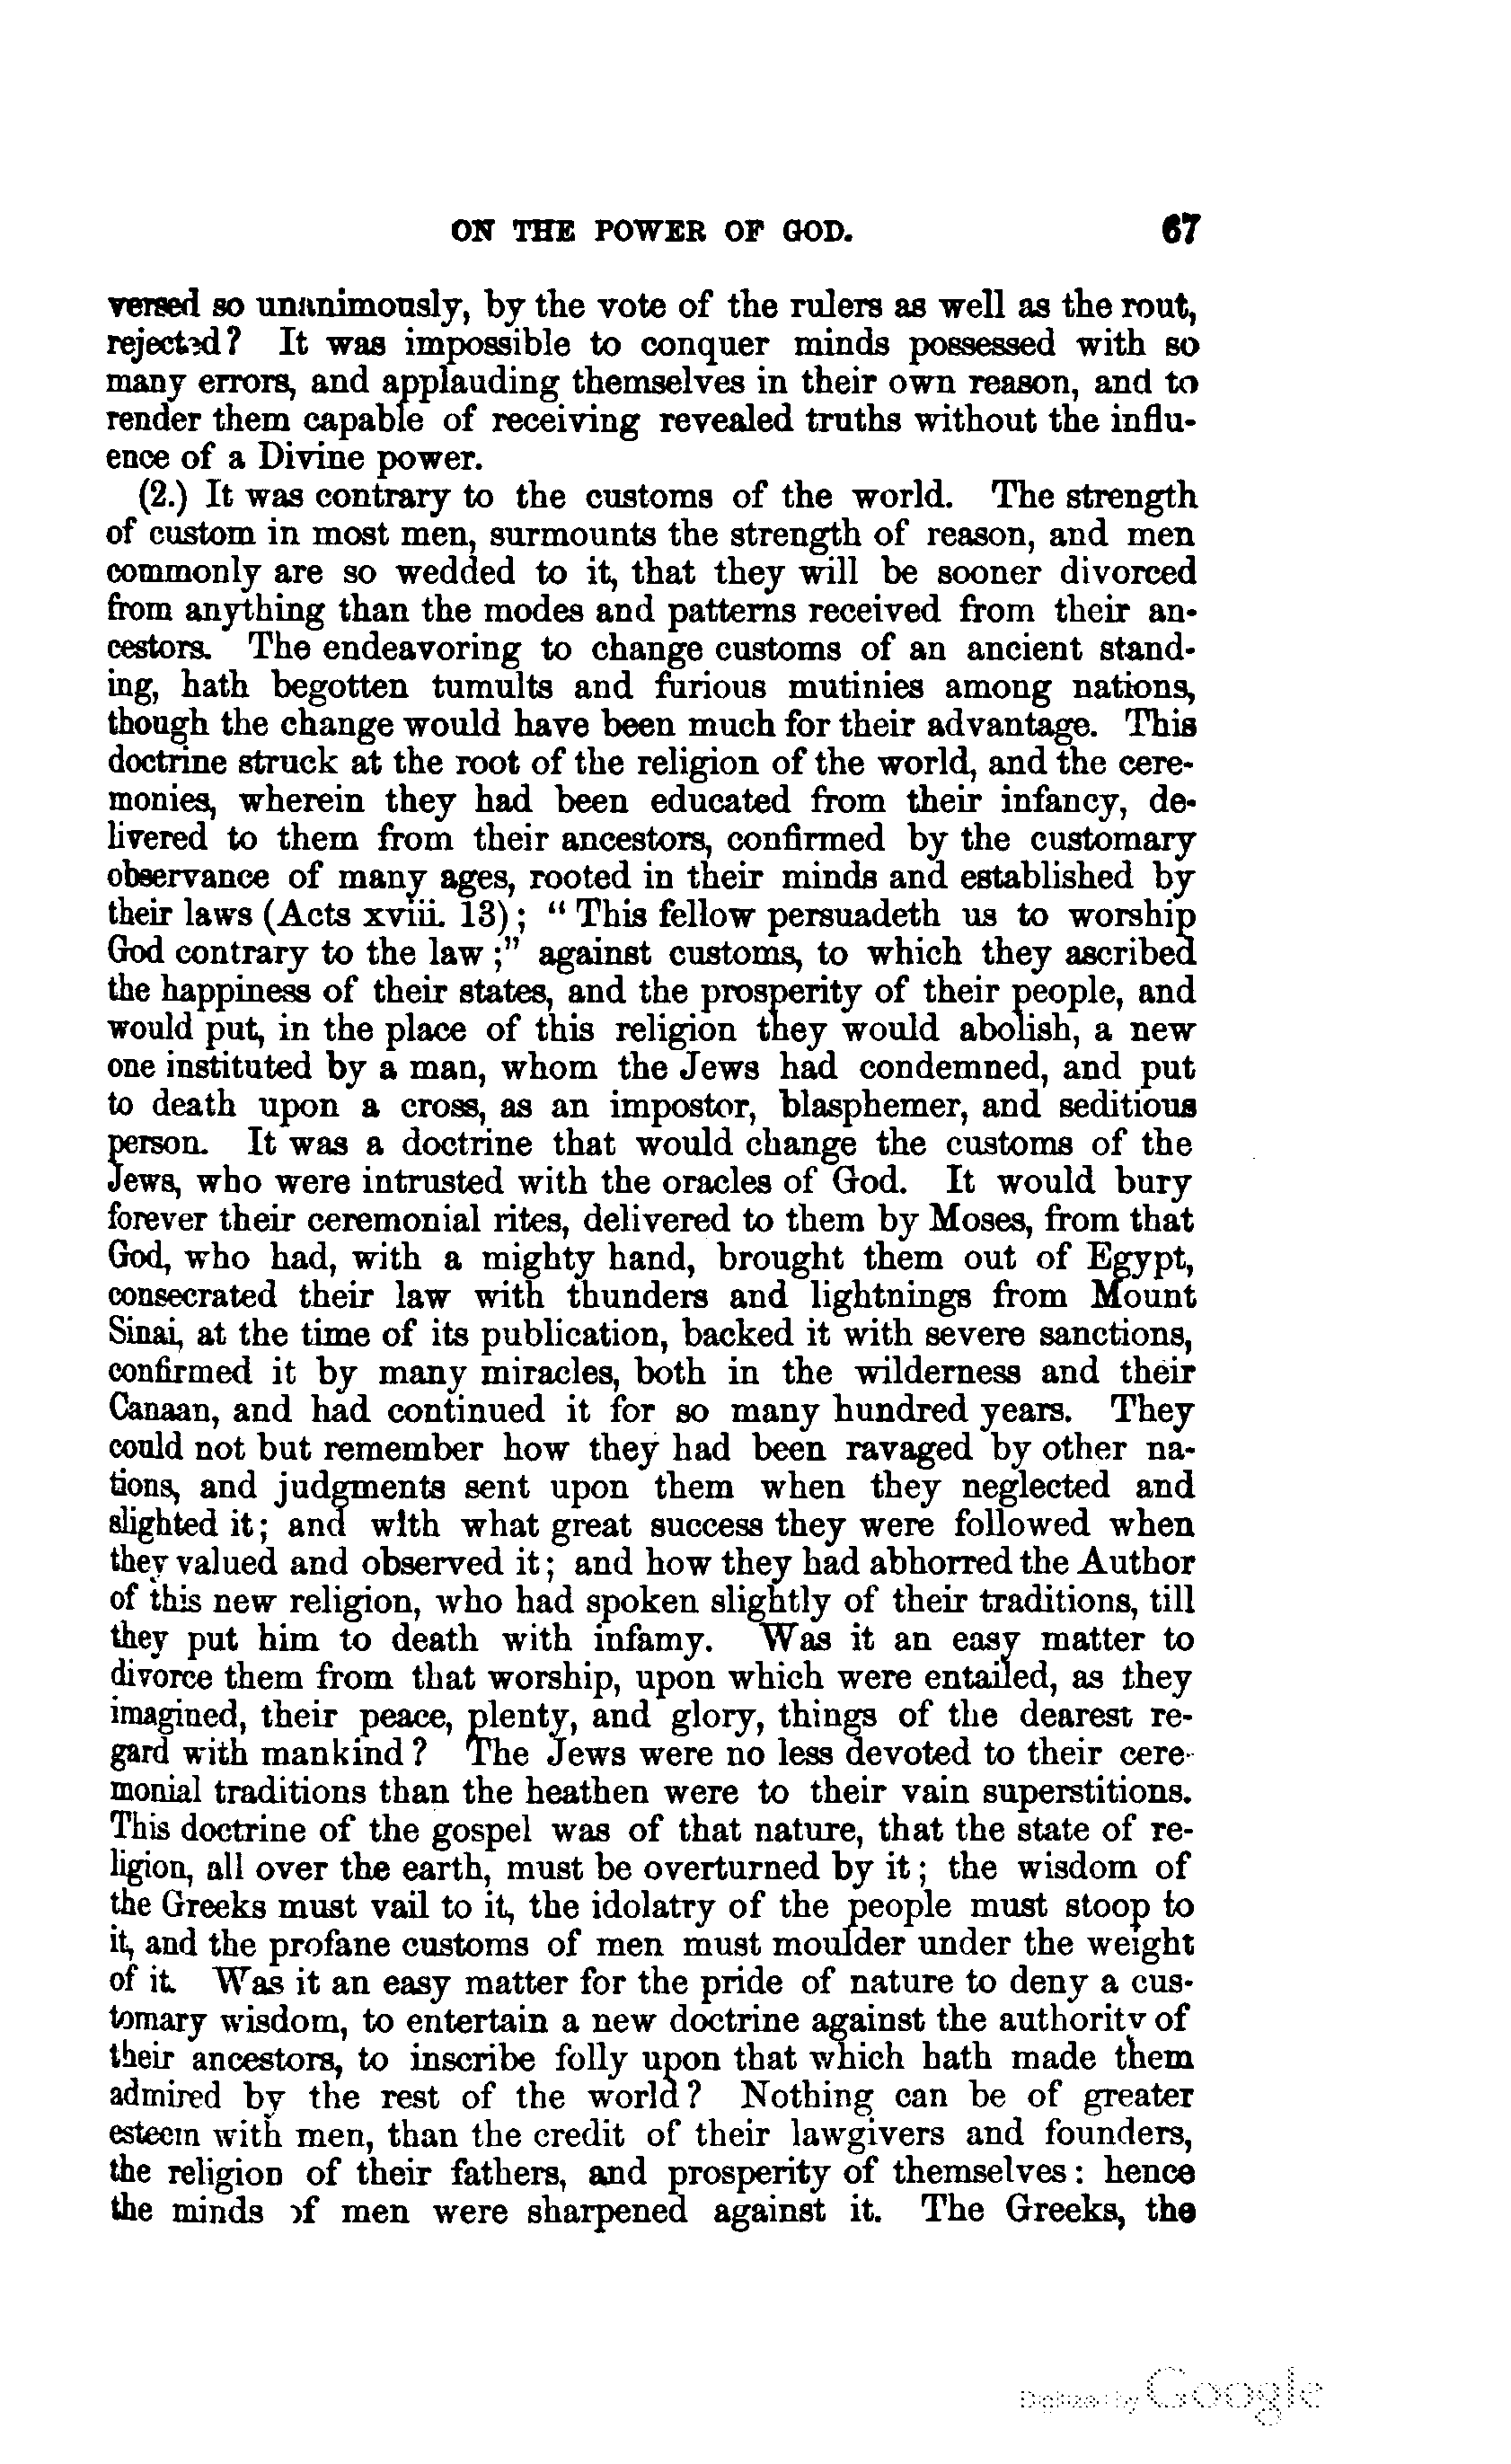 ON THE POWER OF GOD. 67
versed so unanimously, by the vote of the rulers as well as the rout,
rejected? It was impossible to conquer minds possessed with so
many errors, and applauding themselves in their own reason, and to
render them capable of receiving revealed truths without the influ-
ence of a Divine power.
(2.) It was contrary to the customs of the world. The strength
of custom in most men, surmounts the strength of reason, and men
commonly are so wedded to it, that they will be sooner divorced
from anything than the modes and patterns received from their an-
cestors. The endeavoring to change customs of an ancient stand-
ing, hath begotten tumults and furious mutinies among nations,
though the change would have been much for their advantage. This
doctrine struck at the root of the religion of the world, and the cere-
monies, wherein they had been educated from their infancy, de-
livered to them from their ancestors, confirmed by the customary
observance of many ages, rooted in their minds and established by
their laws (Acts xviii. 13); “ This fellow persuadeth us to worship
God contrary to the law ;” against customs, to which they ascribed
the happiness of their states, and the prosperity of their people, and
would put, in the place of this religion they would abolish, a new
one instituted by a man, whom the Jews had condemned, and put
to death upon a cross, as an impostor, blasphemer, and seditious
person. It was a doctrine that would change the customs of the
Jews, who were intrusted with the oracles of God. It would bury
forever their ceremonial rites, delivered to them by Moses, from that
God, who had, with a mighty hand, brought them out of Egypt,
consecrated their law with thunders and lightnings from Mount
Sinai, at the time of its publication, backed it with severe sanctions,
confirmed it by many miracles, both in the wilderness and their
Canaan, and had continued it for so many hundred years. They
could not but remember how they had been ravaged by other na-
tions, and judgments sent upon them when they neglected and
slighted it; and with what great success they were followed when
they valued and observed it; and how they had abhorred the Author
of this new religion, who had spoken slightly of their traditions, till
they put him to death with infamy. Was it an easy matter to
divorce them from that worship, upon which were entailed, as they
imagined, their peace, plenty, and glory, things of the dearest re-
gard with mankind? The Jews were no less devoted to their cere-
monial traditions than the heathen were to their vain superstitions.
This doctrine of the gospel was of that nature, that the state of re-
ligion, all over the earth, must be overturned by it; the wisdom of
the Greeks must vail to it, the idolatry of the people must stoop to
it, and the profane customs of men must moulder under the weight
of it. Was it an easy matter for the pride of nature to deny a cus-
tomary wisdom, to entertain a new doctrine against the authority of
their ancestors, to inscribe folly upon that which hath made them
admired by the rest of the world? Nothing can be of greater
esteem with men, than the credit of their lawgivers and founders,
the religion of their fathers, and prosperity of themselves: hence
the minds of men were sharpened against it. The Greeks, the
Digitized by Google